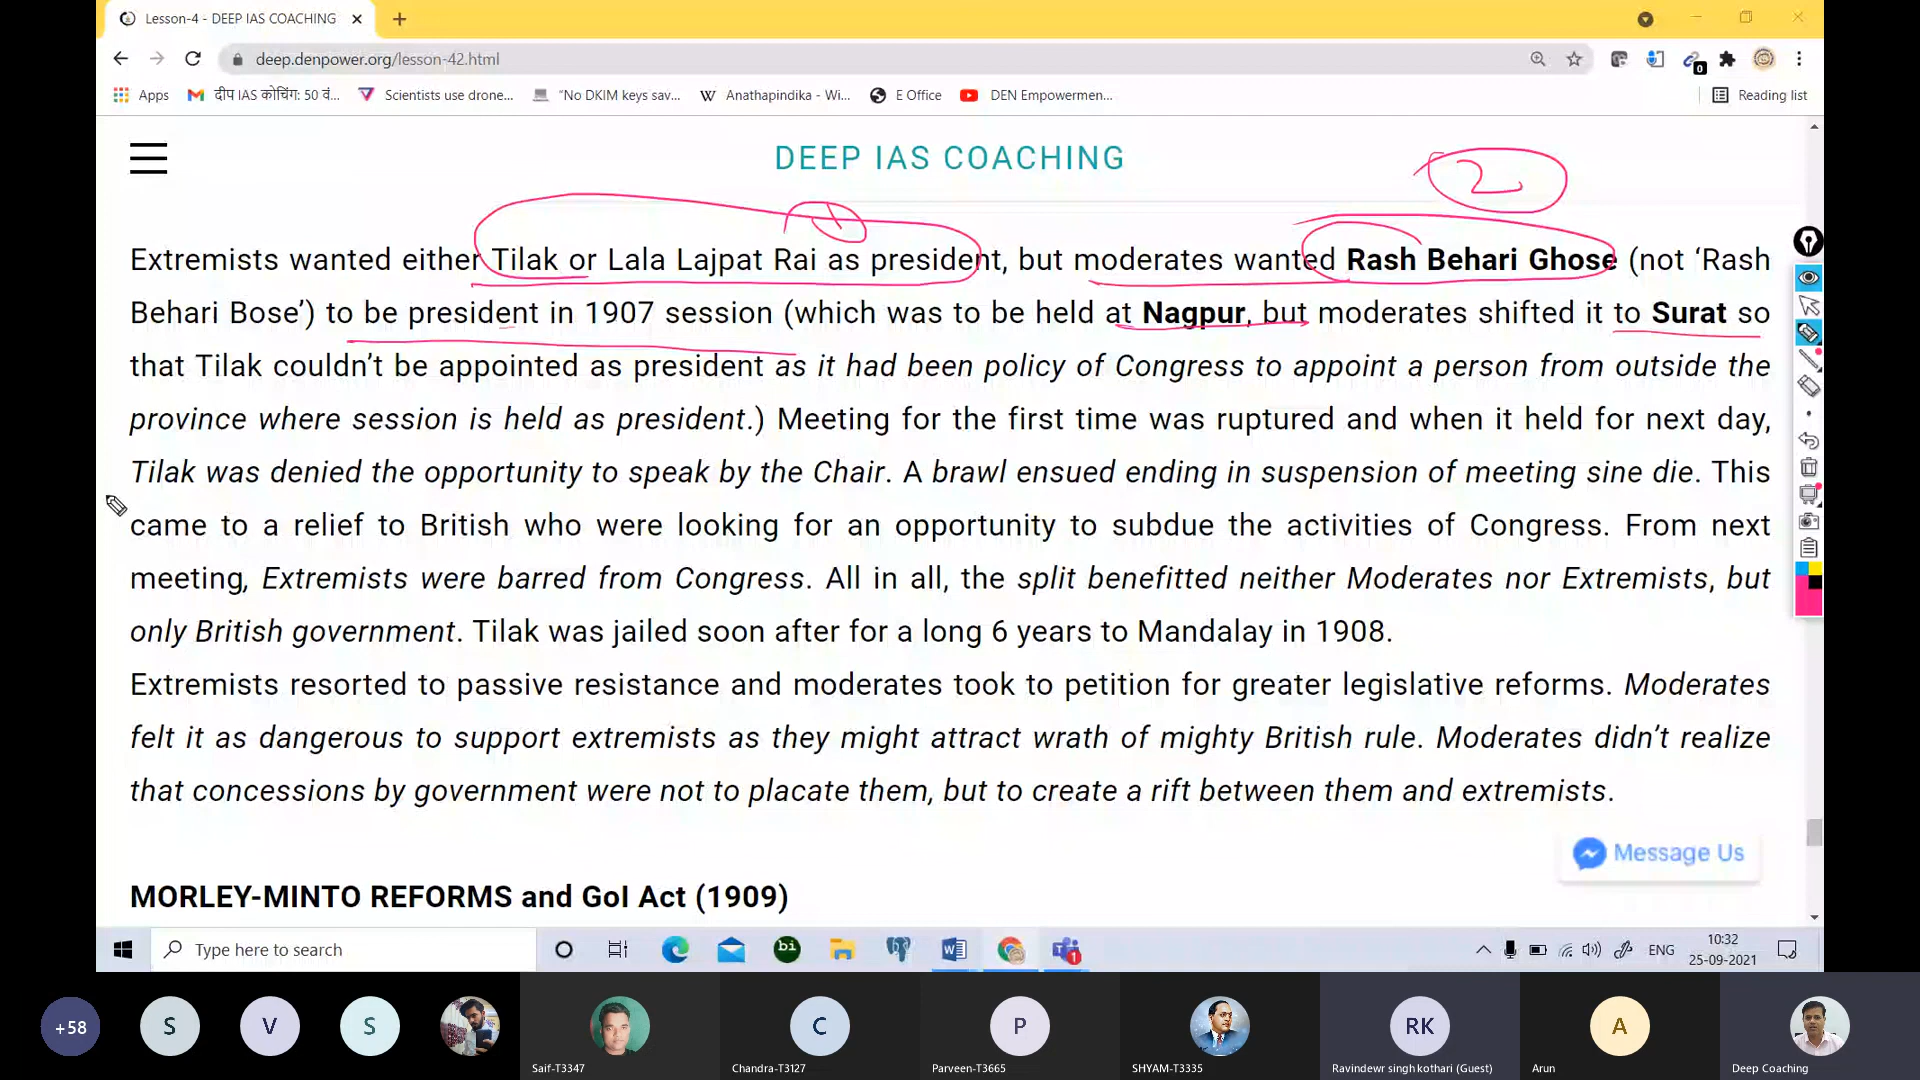 Lesson-4 - DEEP IAS COACHING
deep.denpower.org/lesson-42.html
0
Apps
दीप IAS कोचिंग: 50 वं...
Scientists use drone...
"No DKIM keys sav...
W
Anathapindika - Wi...
E Office
DEN Empowermen...
Reading list
DEEP IAS COACHING
2
1
Extremists wanted either Tilak or Lala Lajpat Rai as president, but moderates wanted Rash Behari Ghose (not ‘Rash
Behari Bose’) to be president in 1907 session (which was to be held at Nagpur, but moderates shifted it to Surat so
that Tilak couldn’t be appointed as president as it had been policy of Congress to appoint a person from outside the
province where session is held as president.) Meeting for the first time was ruptured and when it held for next day,
Tilak was denied the opportunity to speak by the Chair. A brawl ensued ending in suspension of meeting sine die. This
came to a relief to British who were looking for an opportunity to subdue the activities of Congress. From next
meeting, Extremists were barred from Congress. All in all, the split benefitted neither Moderates nor Extremists, but
only British government. Tilak was jailed soon after for a long 6 years to Mandalay in 1908.
Extremists resorted to passive resistance and moderates took to petition for greater legislative reforms. Moderates
felt it as dangerous to support extremists as they might attract wrath of mighty British rule. Moderates didn’t realize
that concessions by government were not to placate them, but to create a rift between them and extremists.
Message Us
MORLEY-MINTO REFORMS and GoI Act (1909)
Type here to search
bi
1
ENG
10:32
25-09-2021
+58
S
V
S
C
P
RK
A
Saif-T3347
Chandra-T3127
Parveen-T3665
SHYAM-T3335
Ravindewr singh kothari (Guest)
Arun
Deep Coaching